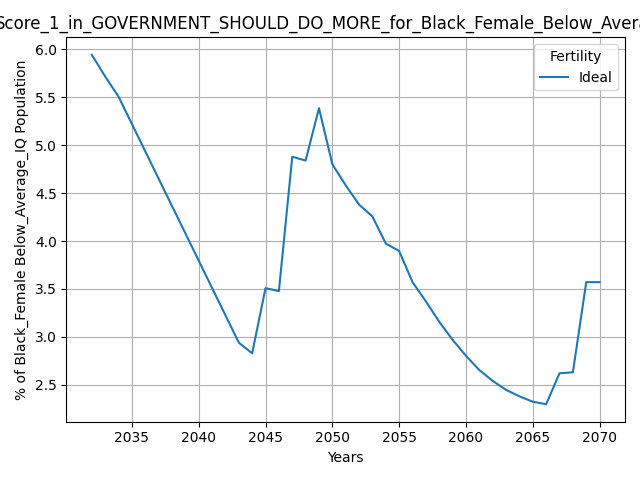 Score_1_in_GOVERNMENT_SHOULD_DO_MORE_for_Black_Female_Below_Avera
% of Black_Female Below_Average_IQ Population
6.0
5.5
5.0
4.5
4.0
3.5
3.0
2.5
Fertility
Ideal
2035 2040 2045 2050 2055 2060 2065 2070
Years